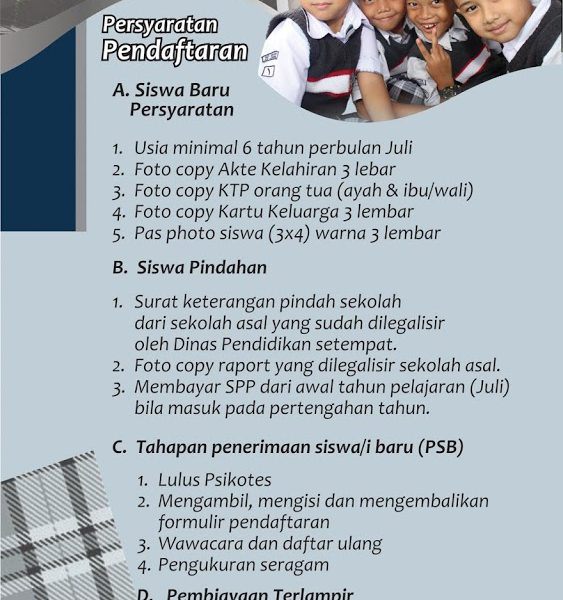 Persyaratan
Pendaftaran
A. Siswa Baru
Persyaratan
1. Usia minimal 6 tahun perbulan Juli
2. Foto copy Akte Kelahiran 3 lebar
3. Foto copy KTP orang tua (ayah & ibu/wali)
4. Foto copy Kartu Keluarga 3 lembar
5. Pas photo siswa (3x4) warna 3 lembar
B. Siswa Pindahan
1. Surat keterangan pindah sekolah
dari sekolah asal yang sudah dilegalisir
oleh Dinas Pendidikan setempat.
2. Foto copy raport yang dilegalisir sekolah asal.
3. Membayar SPP dari awal tahun pelajaran (Juli)
bila masuk pada pertengahan tahun.
C. Tahapan penerimaan siswa/i baru (PSB)
1. Lulus Psikotes
2. Mengambil, mengisi dan mengembalikan
formulir pendaftaran
3. Wawacara dan daftar ulang
4. Pengukuran seragam
D. Pembiayaan Terlampir